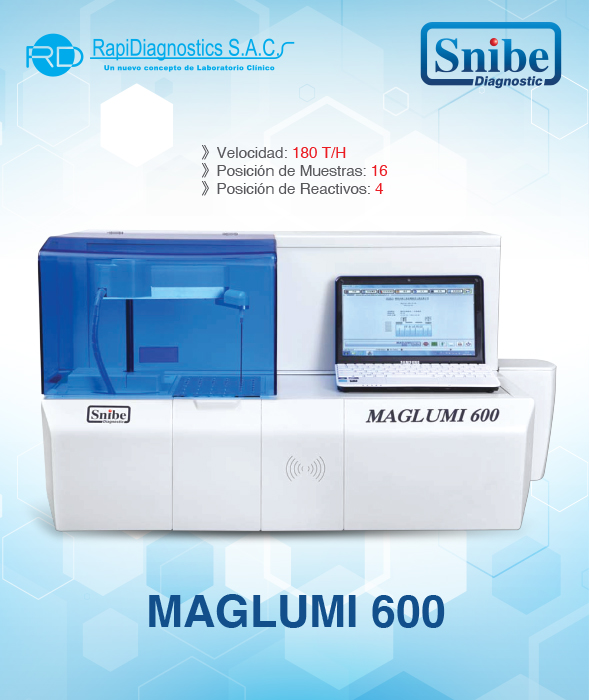 RD RapiDiagnostics S.A.C.
Un nuevo concepto de Laboratorio Clínico
Snibe
Diagnostic
》Velocidad: 180 T/H
》Posición de Muestras: 16
》Posición de Reactivos: 4
Snibe
Diagnostic
MAGLUMI 600
MAGLUMI 600